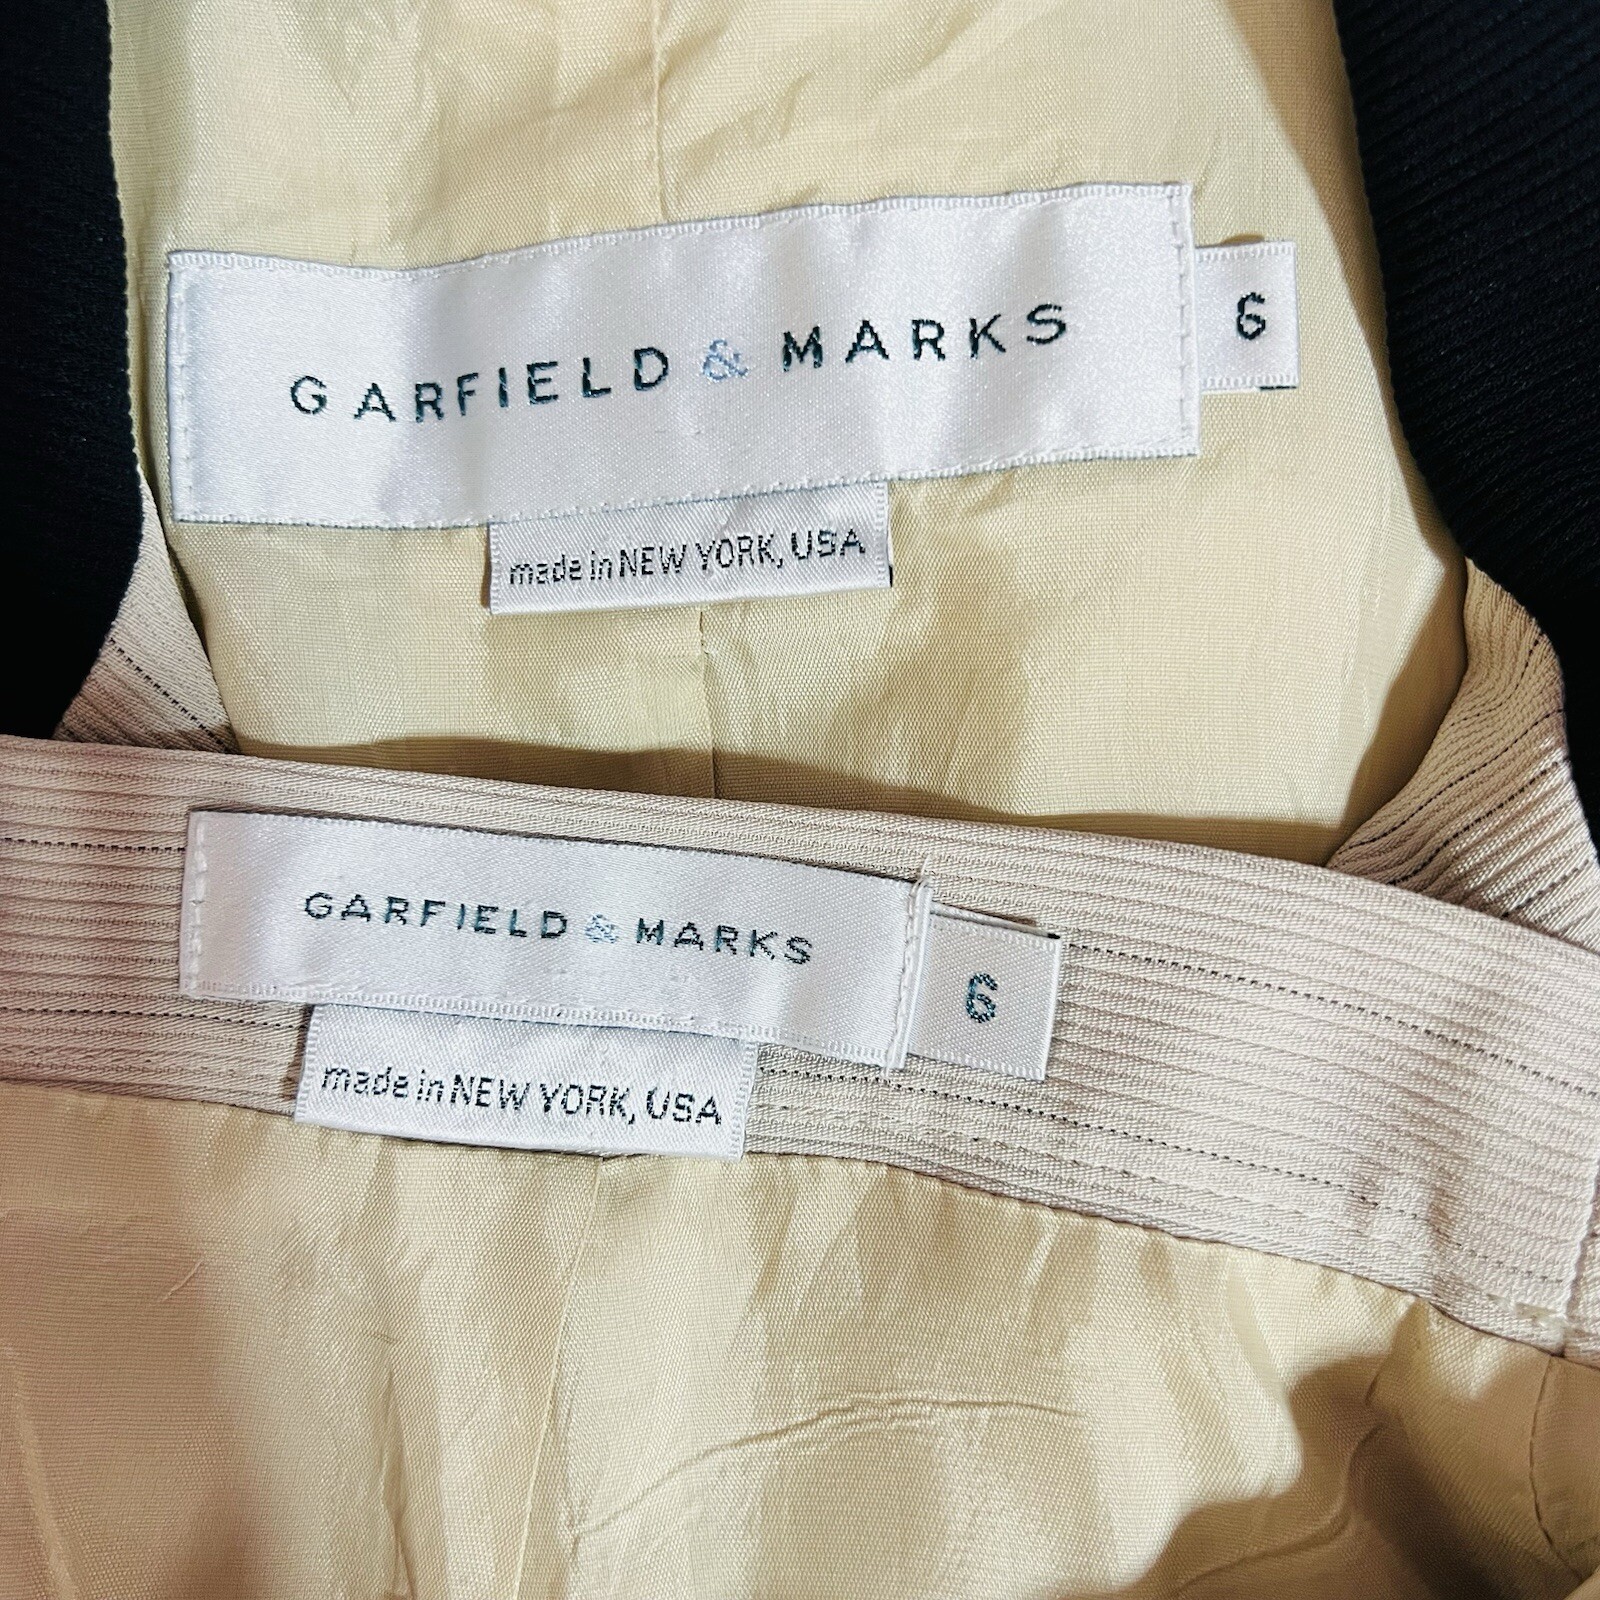 GARFIELD & MARKS
6
made in NEW YORK, USA
GARFIELD & MARKS
6
made in NEW YORK, USA